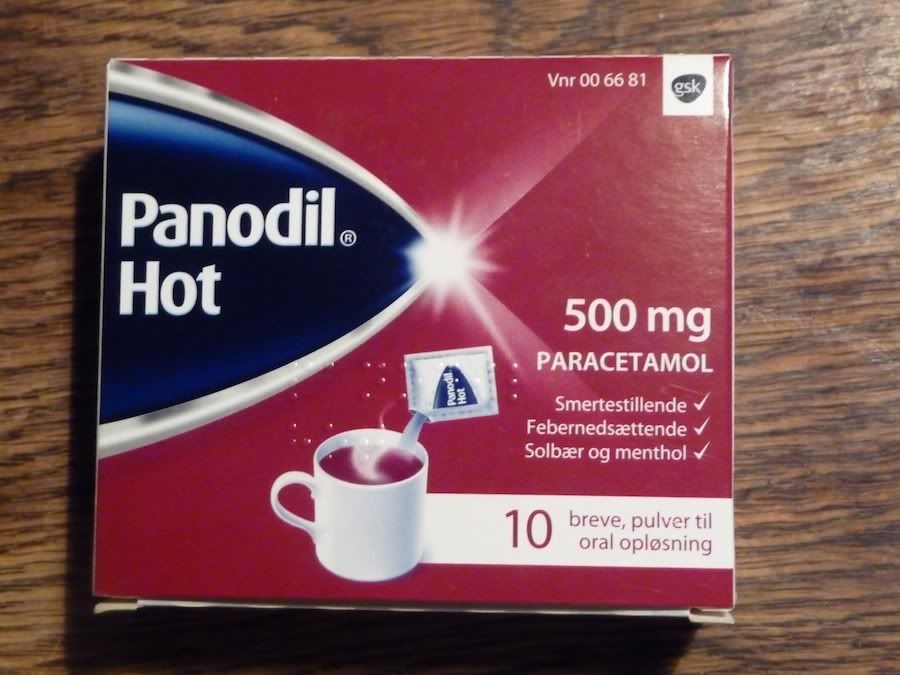 Vnr 00 66 81
gsk
Panodil®
Hot
500 mg
PARACETAMOL
Panodil
Hot
Smertestillende ✓
Febernedsættende ✓
Solbær og menthol ✓
10 breve, pulver til
oral opløsning